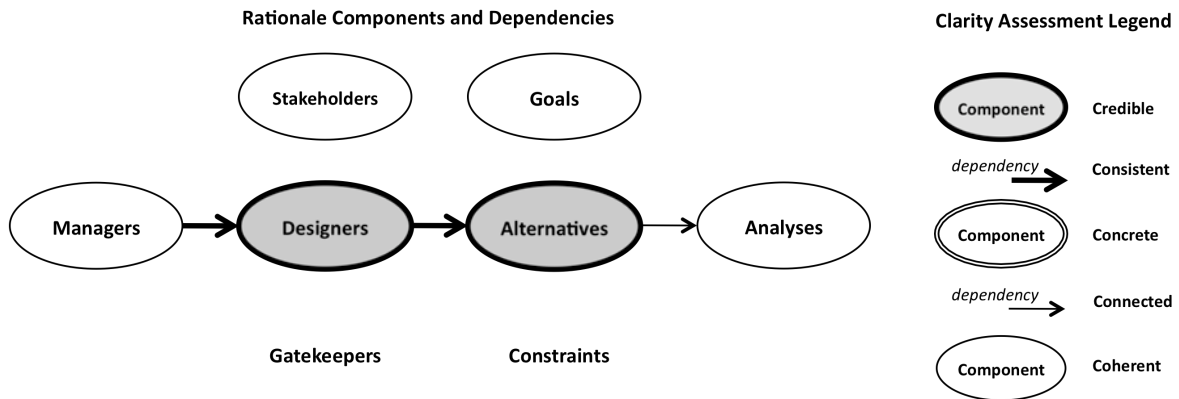 Rationale Components and Dependencies
Stakeholders
Goals
Managers
Designers
Alternatives
Analyses
Gatekeepers
Constraints
Clarity Assessment Legend
Component
Credible
dependency
Consistent
Component
Concrete
dependency
Connected
Component
Coherent